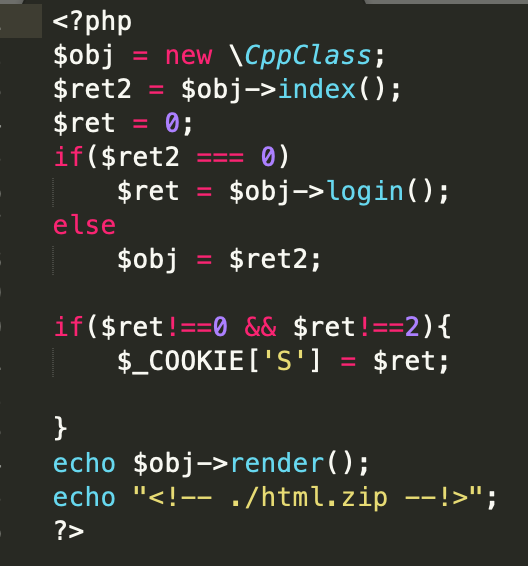 <?php
$obj = new \CppClass;
$ret2 = $obj->index();
$ret = 0;
if($ret2 === 0)
    $ret = $obj->login();
else
    $obj = $ret2;
if($ret!==0 && $ret!==2){
    $_COOKIE['S'] = $ret;
}
echo $obj->render();
echo "<!-- ./html.zip --!>";
?>